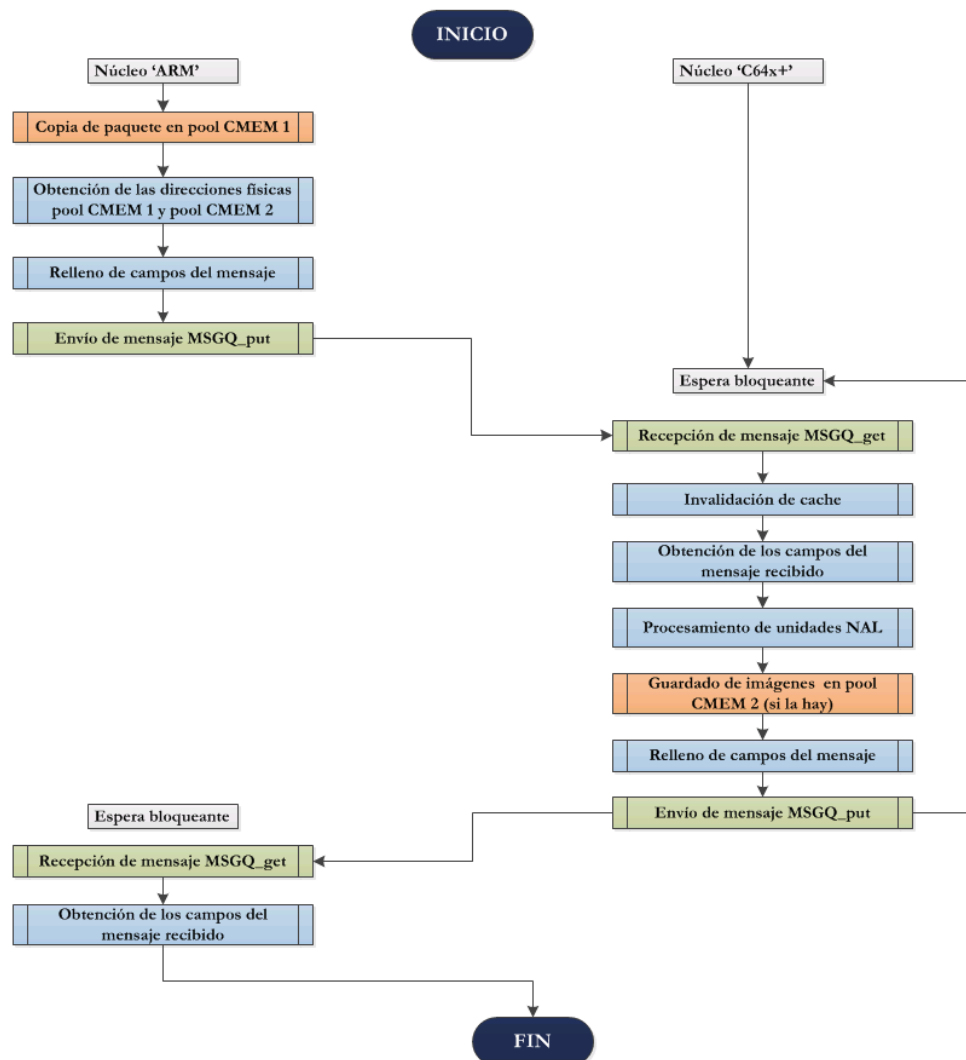 INICIO
Núcleo ‘ARM’
Copia de paquete en pool CMEM 1
Obtención de las direcciones físicas
pool CMEM 1 y pool CMEM 2
Relleno de campos del mensaje
Envío de mensaje MSGQ_put
Núcleo ‘C64x+’
Espera bloqueante
Recepción de mensaje MSGQ_get
Invalidación de cache
Obtención de los campos del
mensaje recibido
Procesamiento de unidades NAL
Guardado de imágenes en pool
CMEM 2 (si la hay)
Relleno de campos del mensaje
Envío de mensaje MSGQ_put
Espera bloqueante
Recepción de mensaje MSGQ_get
Obtención de los campos del
mensaje recibido
FIN